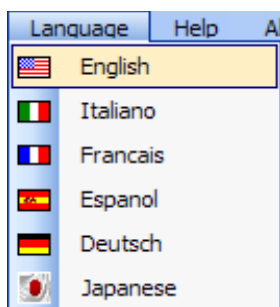 Language Help A
English
Italiano
Francais
Espanol
Deutsch
Japanese